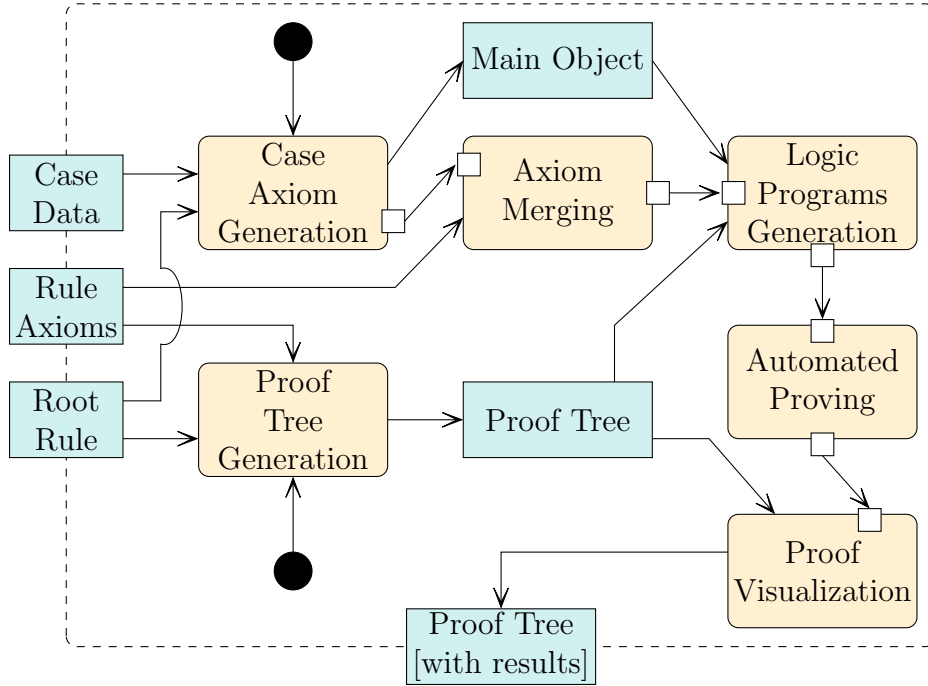 Main Object
Case
Data
Case
Axiom
Generation
Axiom
Merging
Logic
Programs
Generation
Rule
Axioms
Root
Rule
Proof
Tree
Generation
Proof Tree
Automated
Proving
Proof
Visualization
Proof Tree
[with results]